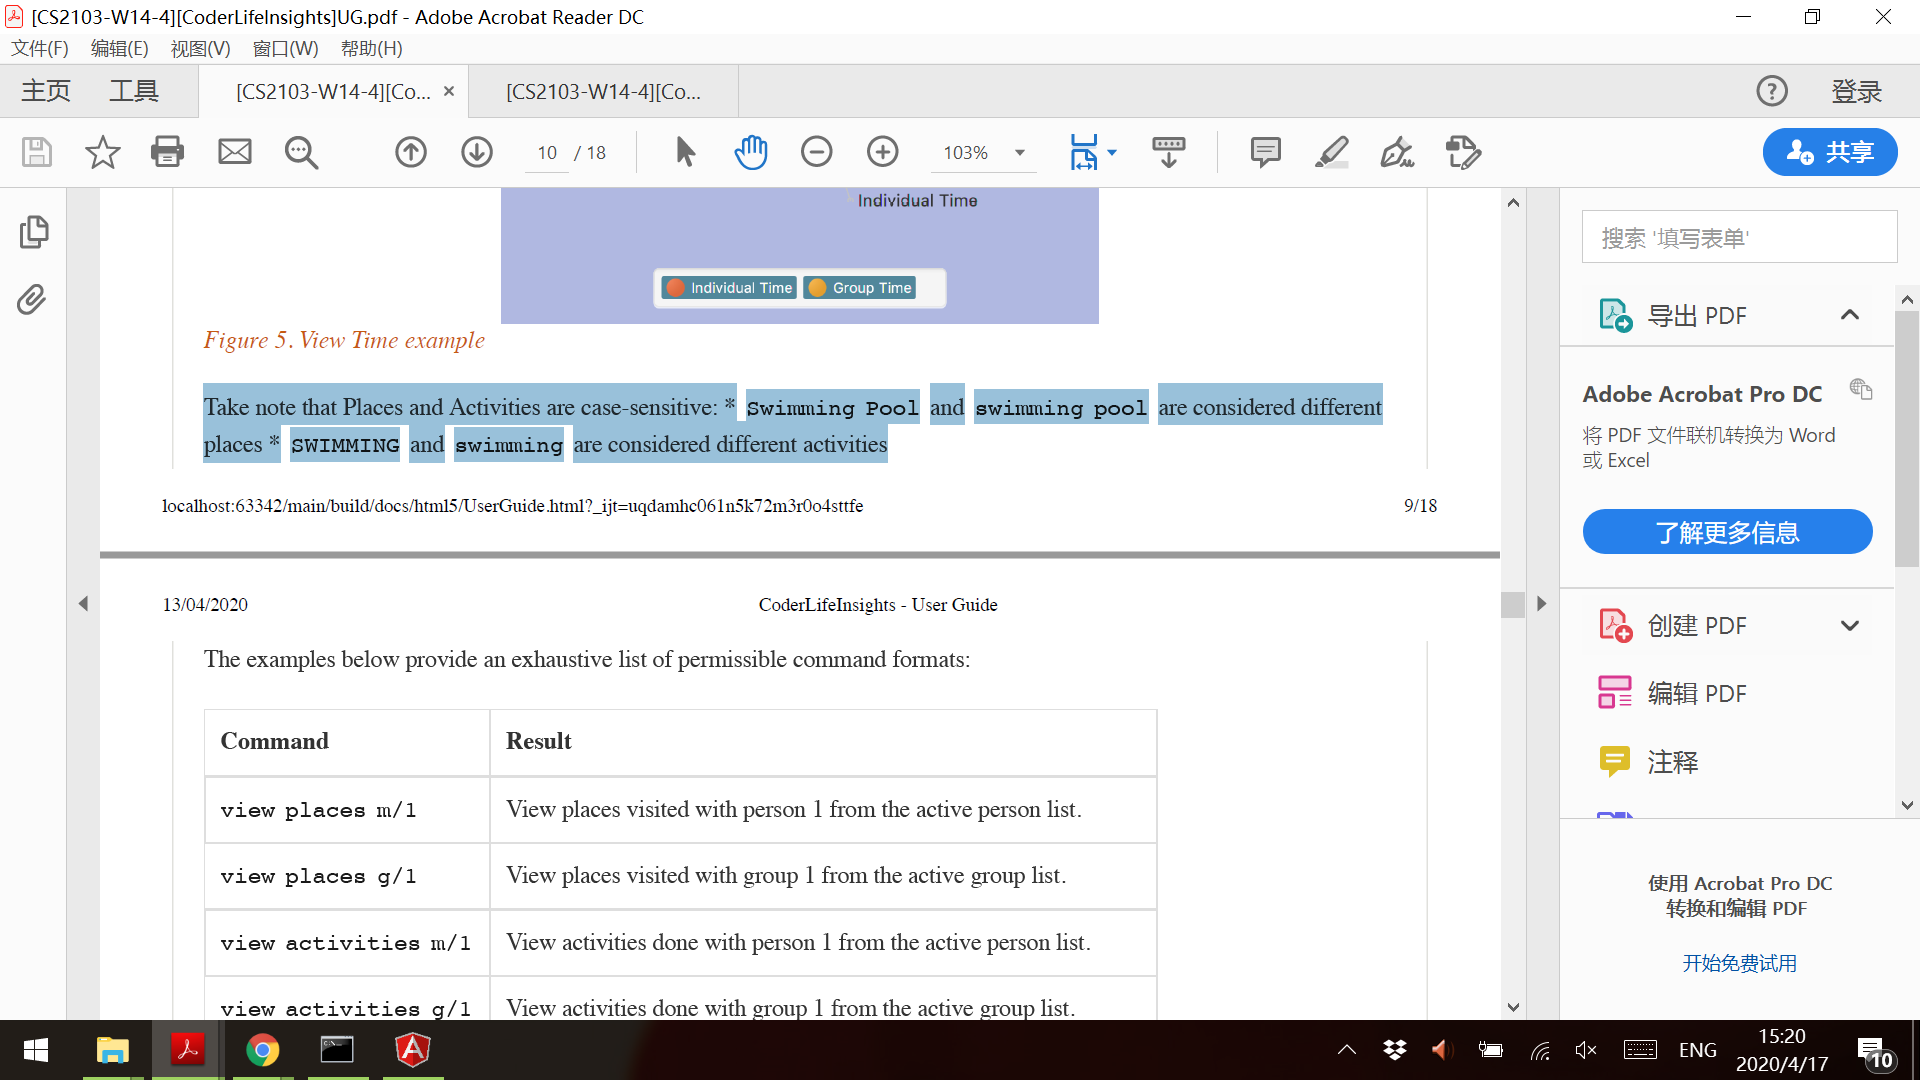 [CS2103-W14-4][CoderLifeInsights]UG.pdf - Adobe Acrobat Reader DC
文件(F) 编辑(E) 视图(V) 窗口(W) 帮助(H)
主页 工具 [CS2103-W14-4][Co... × [CS2103-W14-4][Co... 登录
10 / 18 103% 共享
Individual Time
Individual Time Group Time
Figure 5. View Time example
Take note that Places and Activities are case-sensitive: * Swimming Pool and swimming pool are considered different
places * SWIMMING and swimming are considered different activities
localhost:63342/main/build/docs/html5/UserGuide.html?_ijt=uqdamhc061n5k72m3r0o4sttfe 9/18
13/04/2020 CoderLifeInsights - User Guide
The examples below provide an exhaustive list of permissible command formats:
Command Result
view places m/1 View places visited with person 1 from the active person list.
view places g/1 View places visited with group 1 from the active group list.
view activities m/1 View activities done with person 1 from the active person list.
view activities g/1 View activities done with group 1 from the active group list.
搜索 '填写表单'
导出 PDF
Adobe Acrobat Pro DC
将 PDF 文件联机转换为 Word
或 Excel
了解更多信息
创建 PDF
编辑 PDF
注释
使用 Acrobat Pro DC
转换和编辑 PDF
开始免费试用
ENG
15:20
2020/4/17
10